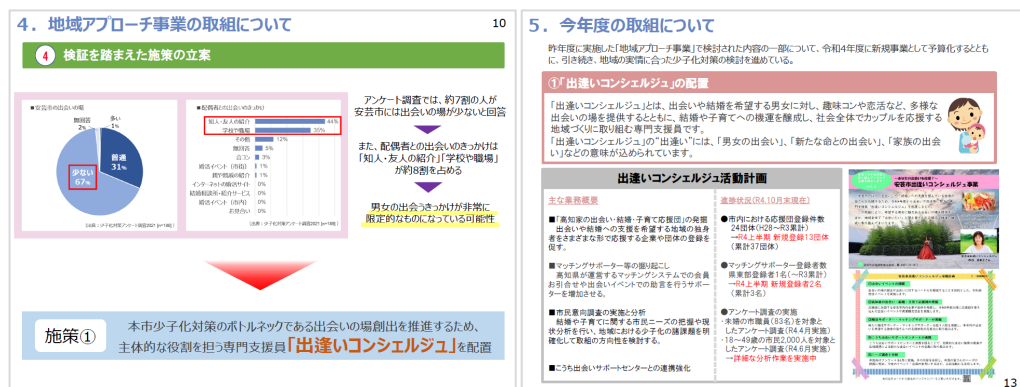 ４．地域アプローチ事業の取組について
10
④ 検証を踏まえた施策の立案
■安芸市の出会いの場
無回答
2%
多い
1%
普通
31%
少ない
67%
■配偶者との出会いのきっかけ
知人・友人の紹介 44%
学校や職場 35%
その他 12%
無回答 5%
合コン 3%
婚活イベント（市街） 1%
親や親戚の紹介 1%
インターネットの婚活サイト 0%
結婚相談所・紹介サービス 0%
婚活イベント（市内） 0%
お見合い 0%
アンケート調査では、約7割の人が
安芸市には出会いの場が少ないと回答
また、配偶者との出会いのきっかけは
「知人・友人の紹介」「学校や職場」
が約8割を占める
男女の出会うきっかけが非常に
限定的なものになっている可能性
施策①
本市少子化対策のボトルネックである出会いの場創出を推進するため、
主体的な役割を担う専門支援員「出逢いコンシェルジュ」を配置
５．今年度の取組について
昨年度に実施した「地域アプローチ事業」で検討された内容の一部について、令和4年度に新規事業として予算化するととも
に、引き続き、地域の実情に合った少子化対策の検討を進めている。
①「出逢いコンシェルジュ」の配置
「出逢いコンシェルジュ」とは、出会いや結婚を希望する男女に対し、趣味コンや恋活など、多様な
出会いの場を提供するとともに、結婚や子育てへの機運を醸成し、社会全体でカップルを応援する
地域づくりに取り組む専門支援員です。
「出逢いコンシェルジュ」の“出逢い”には、「男女の出会い」、「新たな命との出会い」、「家族の出会
い」などの意味が込められています。
出逢いコンシェルジュ活動計画
主な業務概要
■「高知家の出会い・結婚・子育て応援団」の発掘
出会いや結婚への支援を希望する地域の独身
者をさまざまな形で応援する企業や団体の登録を
促す。
■マッチングサポーター等の掘り起こし
高知県が運営するマッチングシステムでの会員
お引合せや出会いイベントでの助言を行うサポー
ターを増加させる。
■市民意向調査の実施と分析
結婚や子育てに関する市民ニーズの把握や現
状分析を行い、地域における少子化の諸課題を明
確化して取組の方向性を検討する。
■こうち出会いサポートセンターとの連携強化
進捗状況（R4.10月末現在）
●市内における応援団登録件数
24団体（H28～R3累計）
→R4上半期 新規登録13団体
（累計37団体）
●マッチングサポーター登録者数
県東部登録者1名（～R3累計）
→R4上半期 新規登録者2名
（累計3名）
●アンケート調査の実施
・未婚の市職員（83名）を対象と
したアンケート調査（R4.4月実施）
・18～49歳の市民2,000人を対象と
したアンケート調査（R4.6月実施）
→詳細な分析作業を実施中
安芸市出逢いコンシェルジュ事業
13